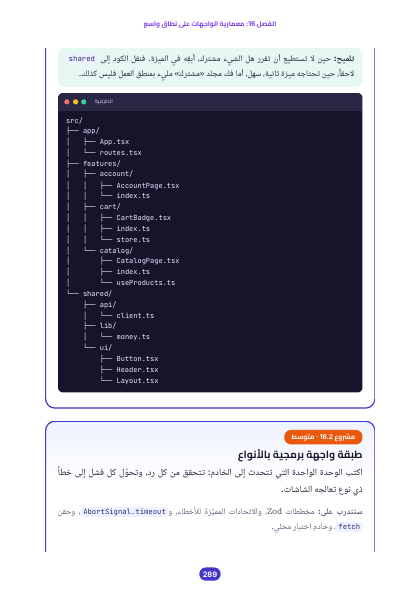 الفصل 16: معمارية الواجهات على نطاق واسع
تلميح: حين لا تستطيع أن تقرر هل الشيء مشترك، أبقِه في الميزة. فنقل الكود إلى shared
لاحقًا، حين تحتاجه ميزة ثانية، سهل، أما فك مجلد «مشترك» مليء بمنطق العمل فليس كذلك.
الطرفية
src/
├── app/
│   ├── App.tsx
│   └── routes.tsx
├── features/
│   ├── account/
│   │   ├── AccountPage.tsx
│   │   └── index.ts
│   ├── cart/
│   │   ├── CartBadge.tsx
│   │   ├── index.ts
│   │   └── store.ts
│   └── catalog/
│       ├── CatalogPage.tsx
│       ├── index.ts
│       └── useProducts.ts
└── shared/
    ├── api/
    │   └── client.ts
    ├── lib/
    │   └── money.ts
    └── ui/
        ├── Button.tsx
        ├── Header.tsx
        └── Layout.tsx
مشروع 16.2 · متوسط
طبقة واجهة برمجية بالأنواع
اكتب الوحدة الواحدة التي تتحدث إلى الخادم: تتحقق من كل رد، وتحوّل كل فشل إلى خطأ
ذي نوع تعالجه الشاشات.
ستتدرب على: مخططات Zod، والاتحادات المميَّزة للأخطاء، و AbortSignal.timeout، وحقن
fetch، وخادم اختبار محلي.
289